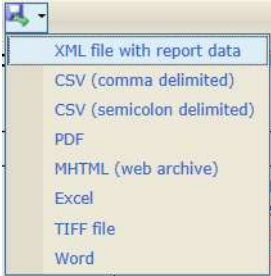 XML file with report data
CSV (comma delimited)
CSV (semicolon delimited)
PDF
MHTML (web archive)
Excel
TIFF file
Word